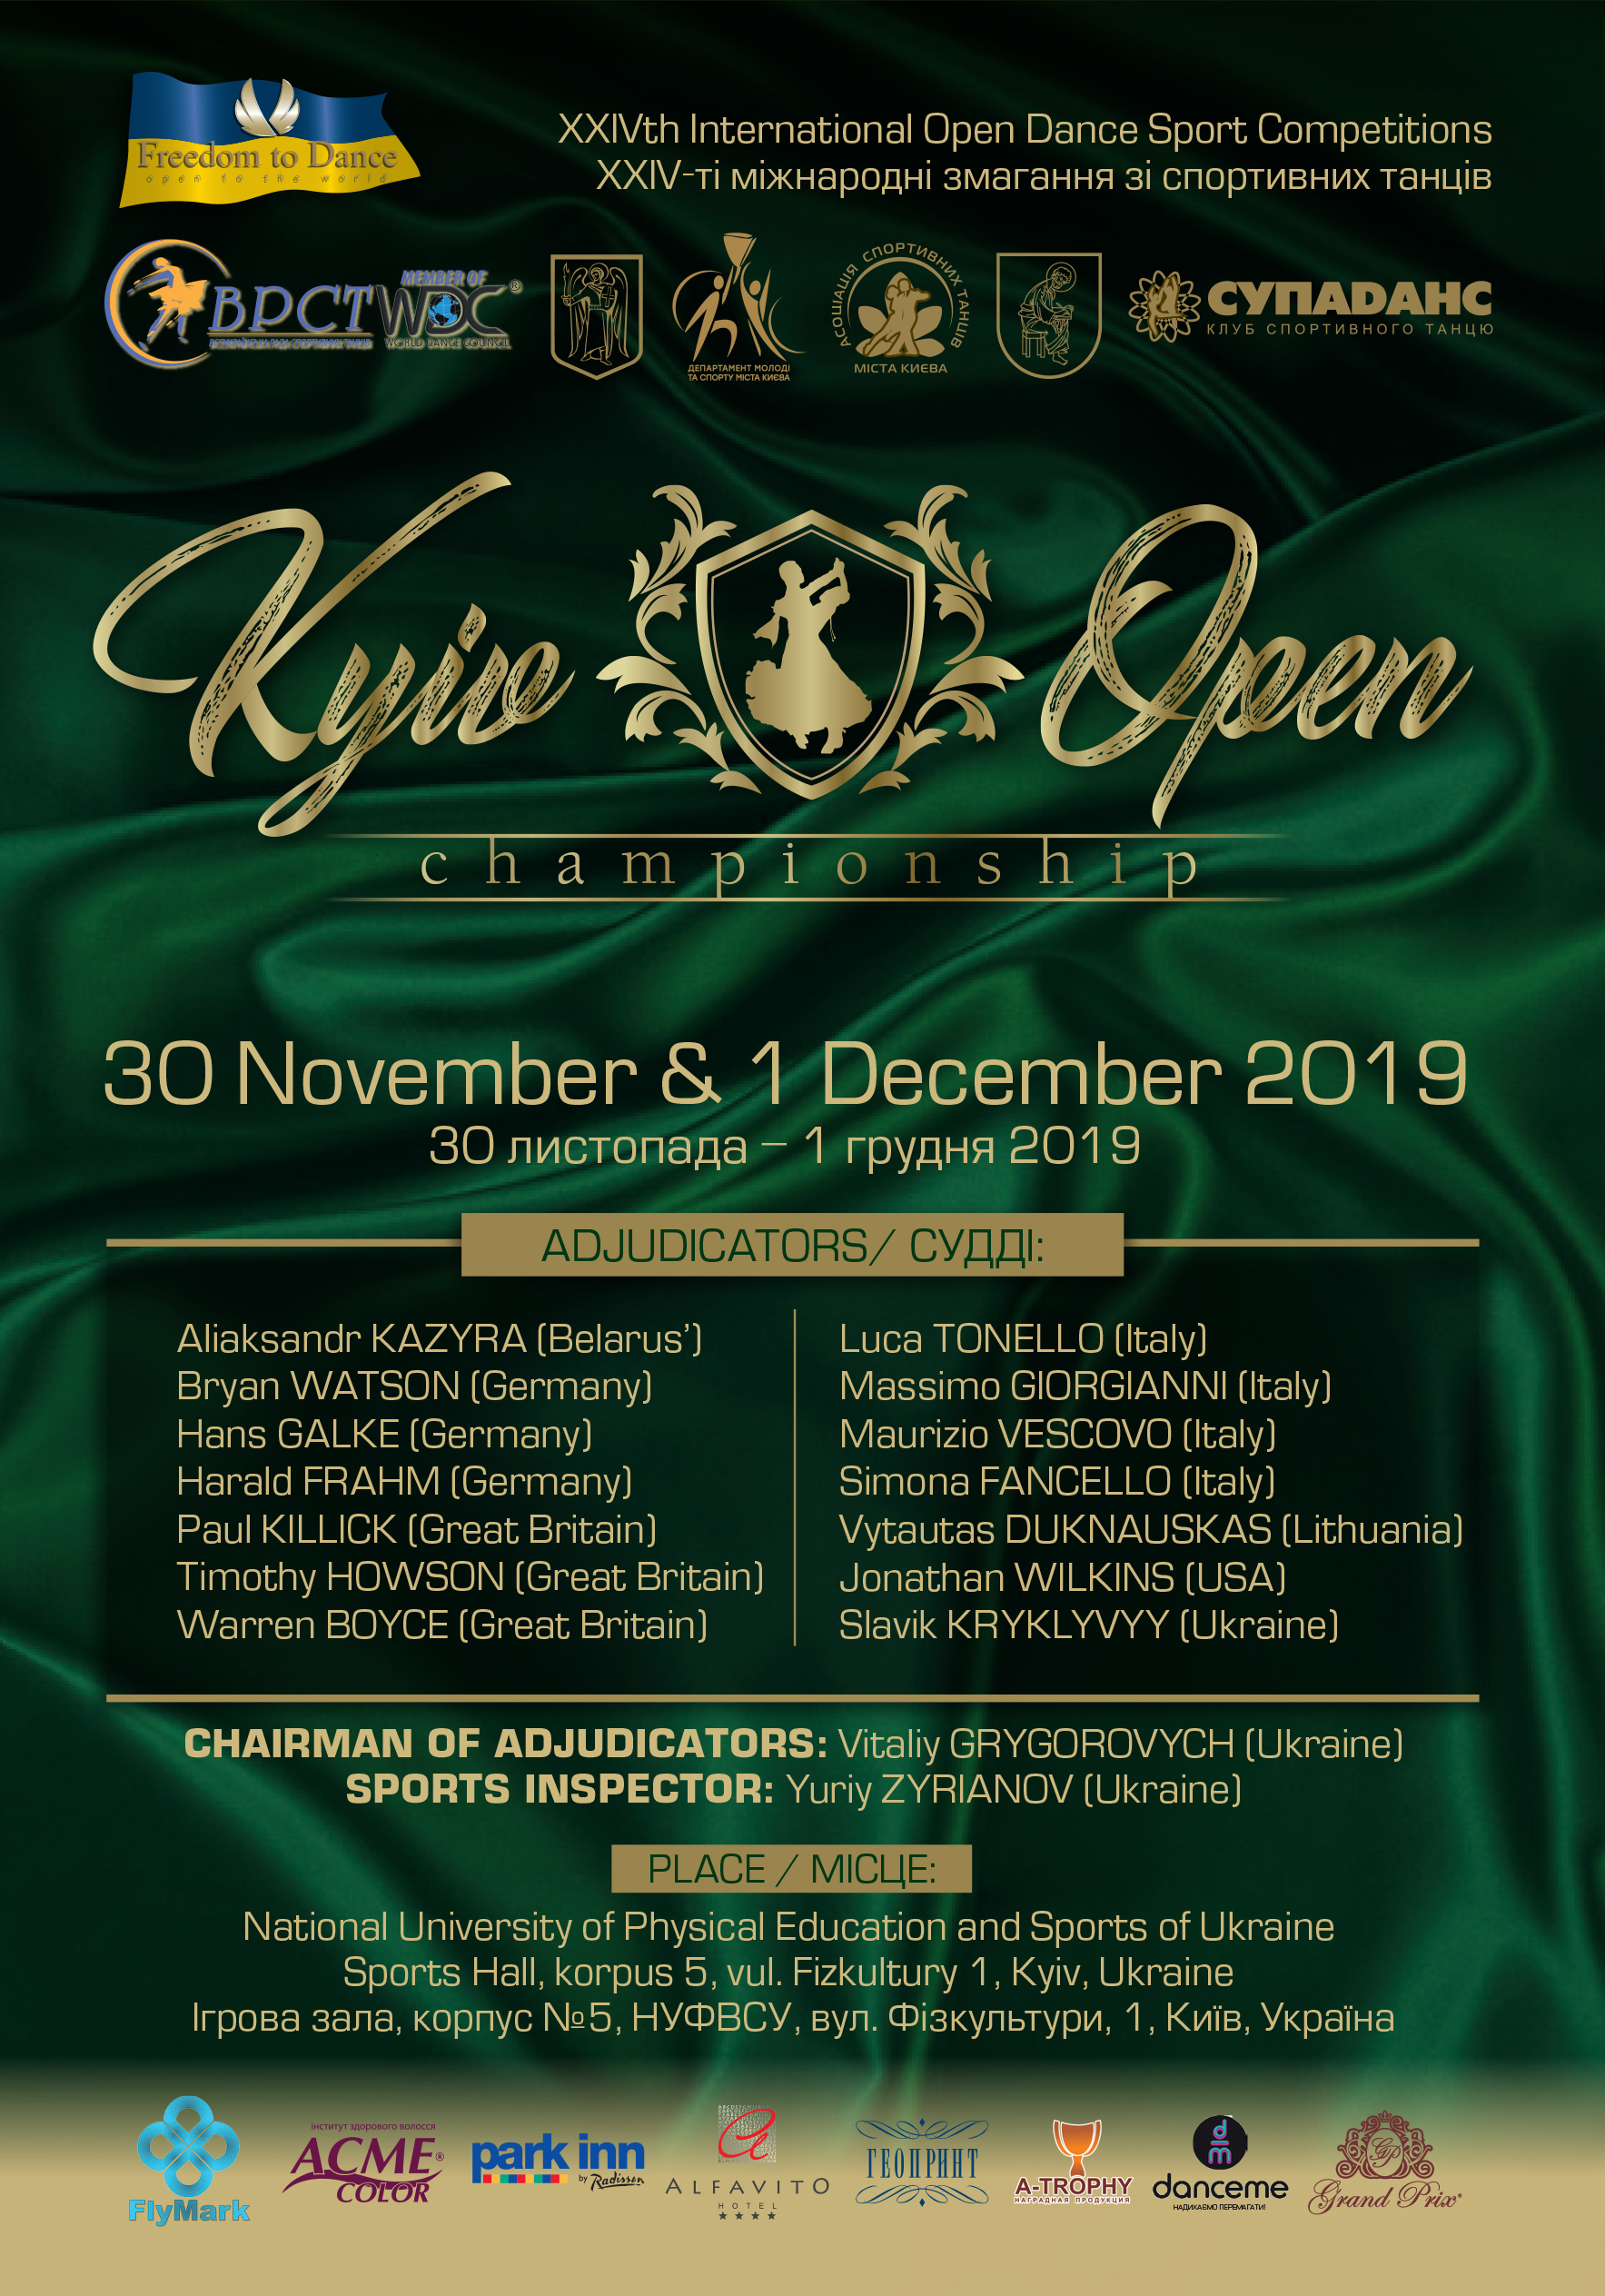 Freedom to Dance
open to the world
XXIVth International Open Dance Sport Competitions
XXIV-ті міжнародні змагання зі спортивних танців
ВРСТ
ВСЕУКРАЇНСЬКА РАДА СПОРТИВНИХ ТАНЦІВ
MEMBER OF
WDC®
WORLD DANCE COUNCIL
ДЕПАРТАМЕНТ МОЛОДІ
ТА СПОРТУ МІСТА КИЄВА
АСОЦІАЦІЯ СПОРТИВНИХ ТАНЦІВ
МІСТА КИЄВА
СУПАДАНС
КЛУБ СПОРТИВНОГО ТАНЦЮ
Kyiv Open
championship
30 November & 1 December 2019
30 листопада – 1 грудня 2019
ADJUDICATORS/ СУДДІ:
Aliaksandr KAZYRA (Belarus’)
Bryan WATSON (Germany)
Hans GALKE (Germany)
Harald FRAHM (Germany)
Paul KILLICK (Great Britain)
Timothy HOWSON (Great Britain)
Warren BOYCE (Great Britain)
Luca TONELLO (Italy)
Massimo GIORGIANNI (Italy)
Maurizio VESCOVO (Italy)
Simona FANCELLO (Italy)
Vytautas DUKNAUSKAS (Lithuania)
Jonathan WILKINS (USA)
Slavik KRYKLYVYY (Ukraine)
CHAIRMAN OF ADJUDICATORS: Vitaliy GRYGOROVYCH (Ukraine)
SPORTS INSPECTOR: Yuriy ZYRIANOV (Ukraine)
PLACE / МІСЦЕ:
National University of Physical Education and Sports of Ukraine
Sports Hall, korpus 5, vul. Fizkultury 1, Kyiv, Ukraine
Ігрова зала, корпус №5, НУФВСУ, вул. Фізкультури, 1, Київ, Україна
FlyMark
інститут здорового волосся
ACME®
COLOR
park inn
by Radisson
ALFAVITO
HOTEL
ГЕОПРИНТ
A-TROPHY
НАГРАДНАЯ ПРОДУКЦИЯ
dm
danceme
НАДИХАЄМО ПЕРЕМАГАТИ!
GP
Grand Prix®